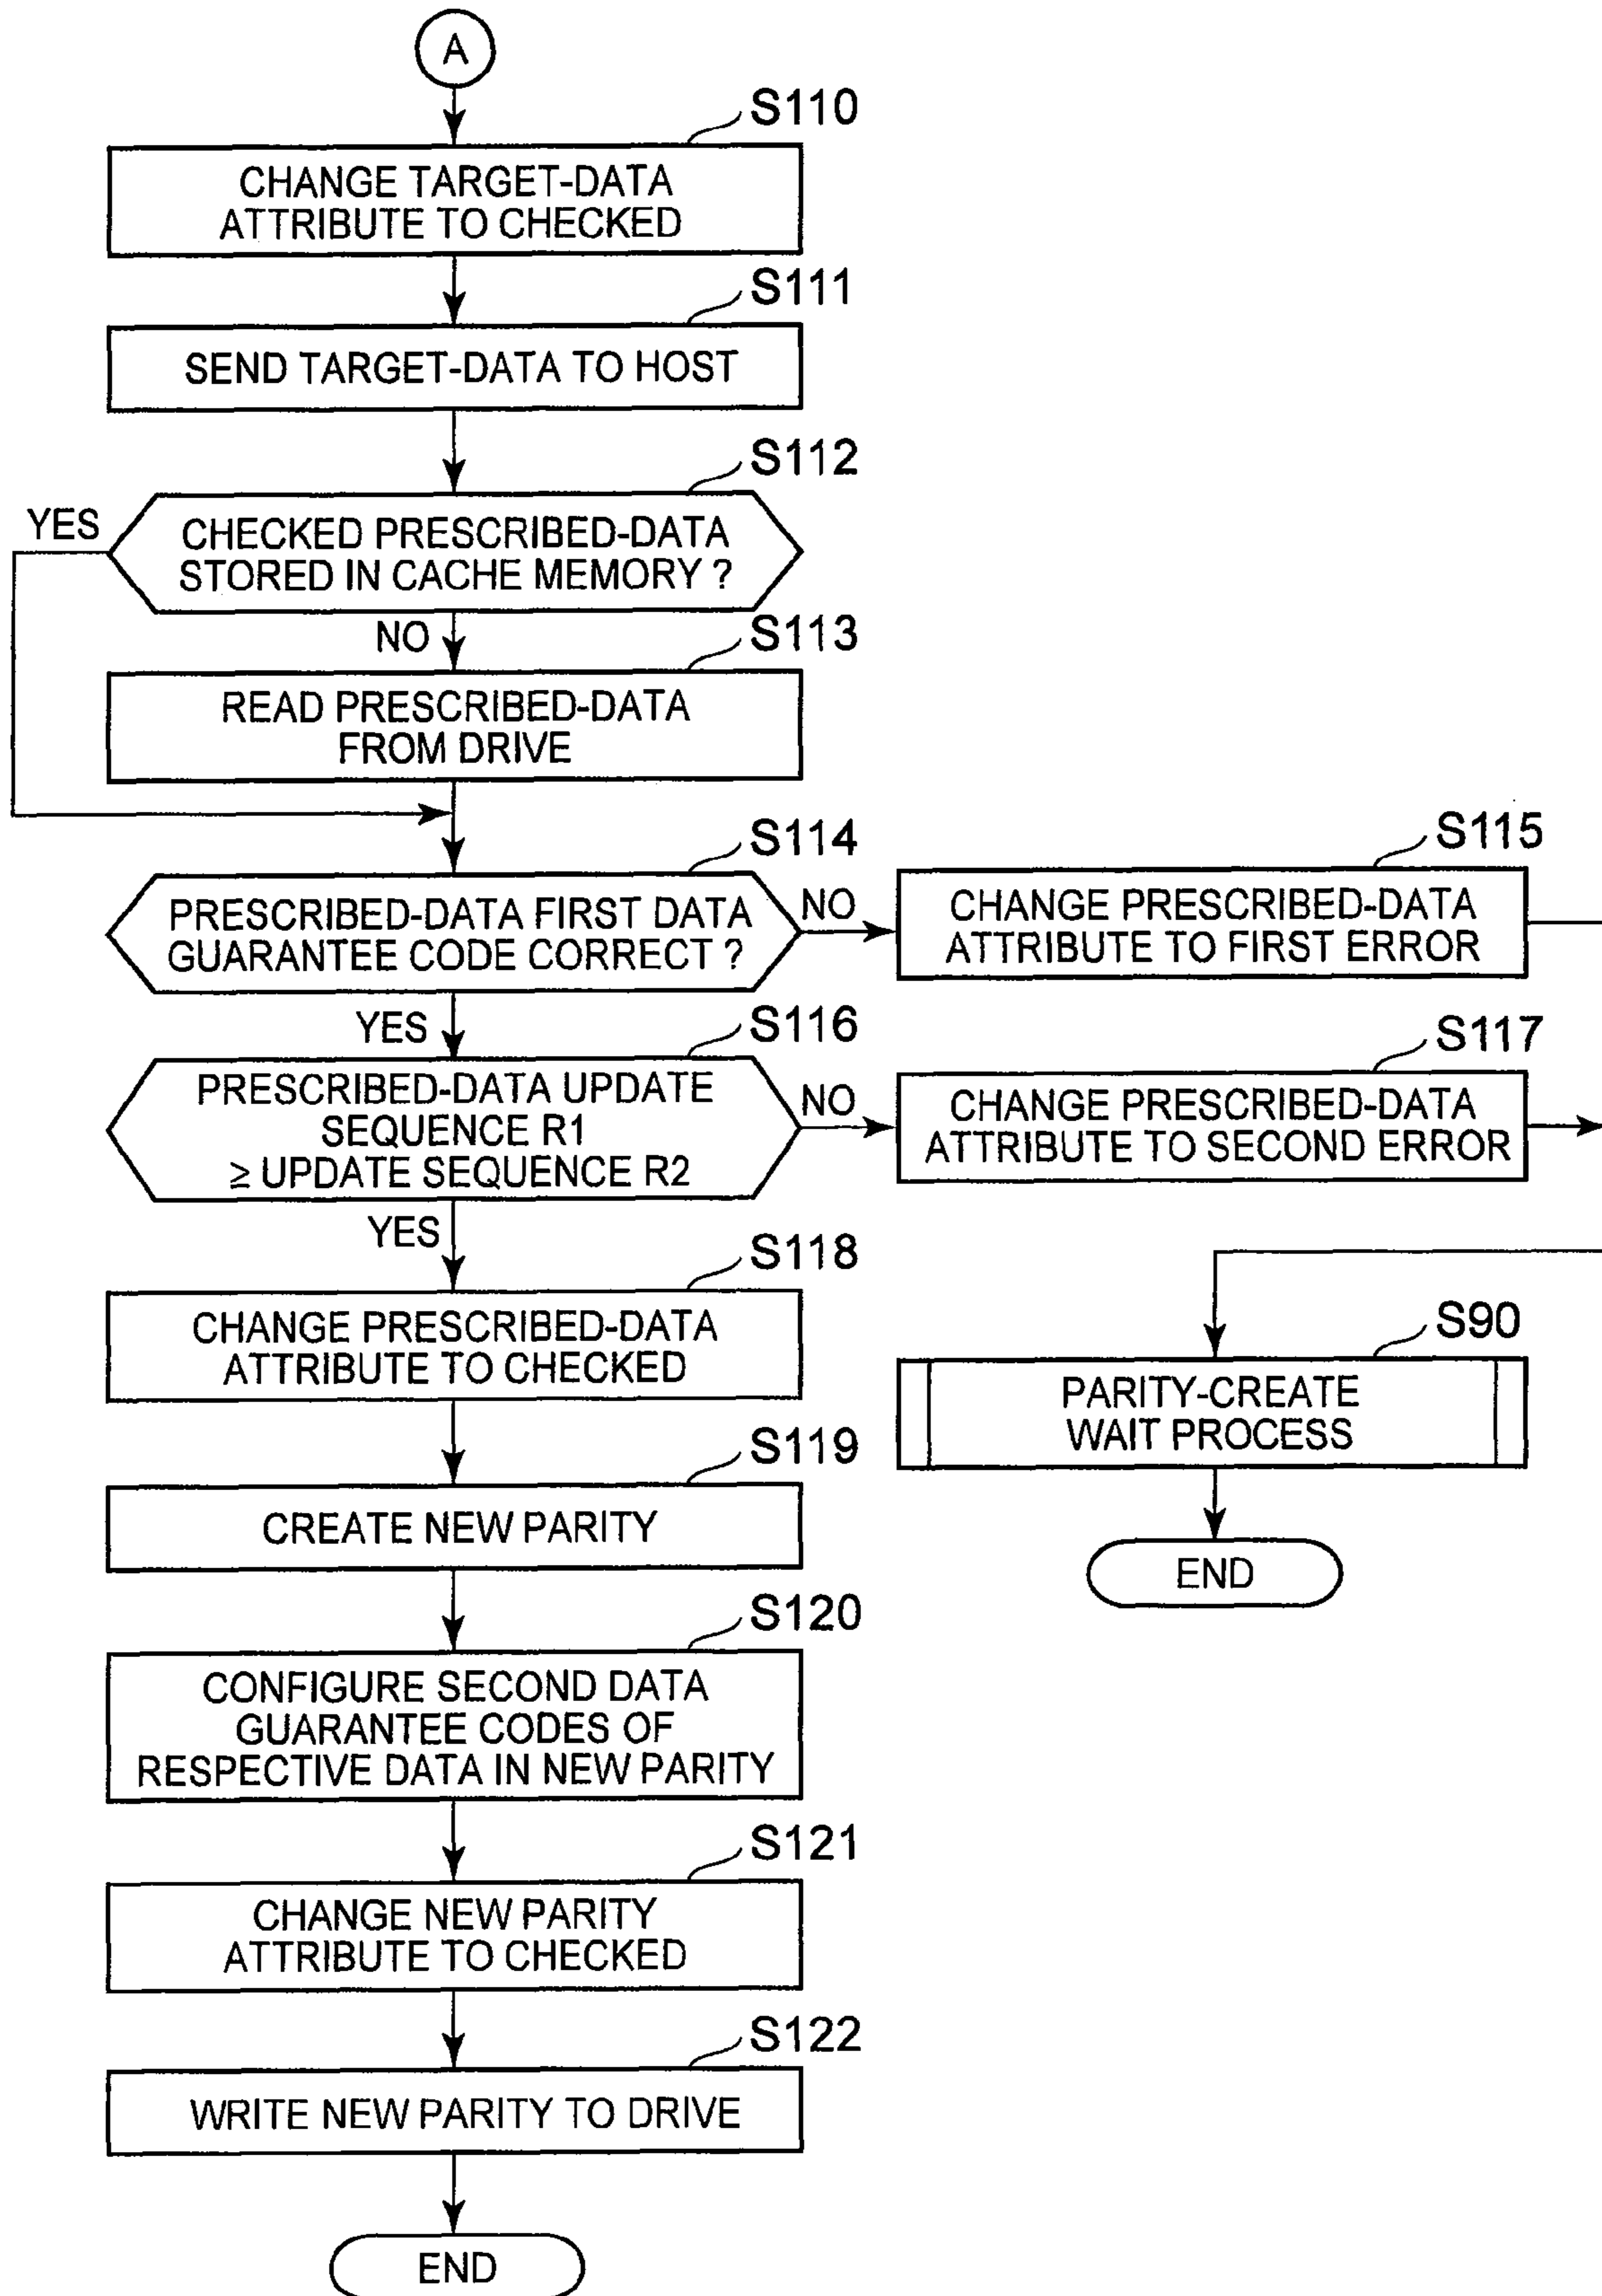 A
S110
CHANGE TARGET-DATA
ATTRIBUTE TO CHECKED
S111
SEND TARGET-DATA TO HOST
S112
YES
CHECKED PRESCRIBED-DATA
STORED IN CACHE MEMORY ?
NO
S113
READ PRESCRIBED-DATA
FROM DRIVE
S114
PRESCRIBED-DATA FIRST DATA
GUARANTEE CODE CORRECT ?
NO
S115
CHANGE PRESCRIBED-DATA
ATTRIBUTE TO FIRST ERROR
YES
S116
PRESCRIBED-DATA UPDATE
SEQUENCE R1
≥ UPDATE SEQUENCE R2
NO
S117
CHANGE PRESCRIBED-DATA
ATTRIBUTE TO SECOND ERROR
YES
S118
CHANGE PRESCRIBED-DATA
ATTRIBUTE TO CHECKED
S90
PARITY-CREATE
WAIT PROCESS
END
S119
CREATE NEW PARITY
S120
CONFIGURE SECOND DATA
GUARANTEE CODES OF
RESPECTIVE DATA IN NEW PARITY
S121
CHANGE NEW PARITY
ATTRIBUTE TO CHECKED
S122
WRITE NEW PARITY TO DRIVE
END